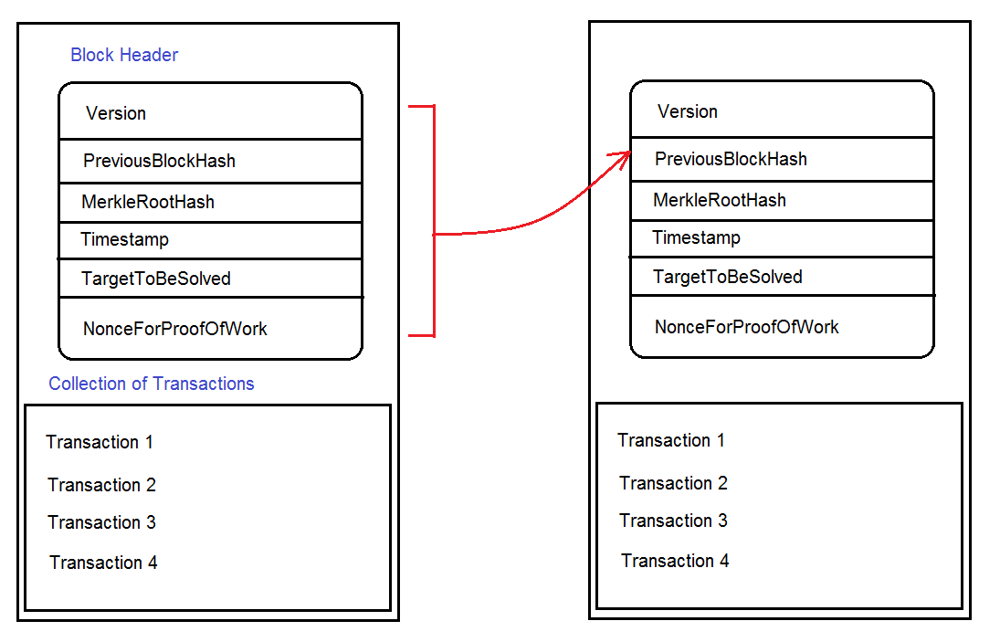 Block Header
Version
PreviousBlockHash
MerkleRootHash
Timestamp
TargetToBeSolved
NonceForProofOfWork
Collection of Transactions
Transaction 1
Transaction 2
Transaction 3
Transaction 4
Version
PreviousBlockHash
MerkleRootHash
Timestamp
TargetToBeSolved
NonceForProofOfWork
Transaction 1
Transaction 2
Transaction 3
Transaction 4